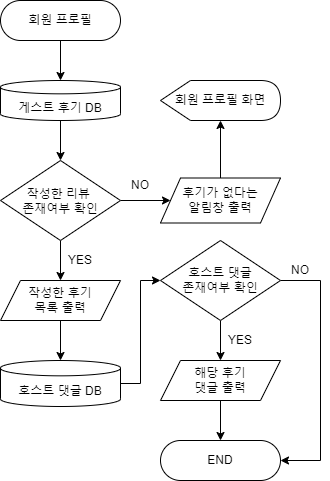 회원 프로필
게스트 후기 DB
회원 프로필 화면
작성한 리뷰
존재여부 확인
NO
후기가 없다는
알림창 출력
YES
작성한 후기
목록 출력
호스트 댓글
존재여부 확인
NO
YES
호스트 댓글 DB
해당 후기
댓글 출력
END